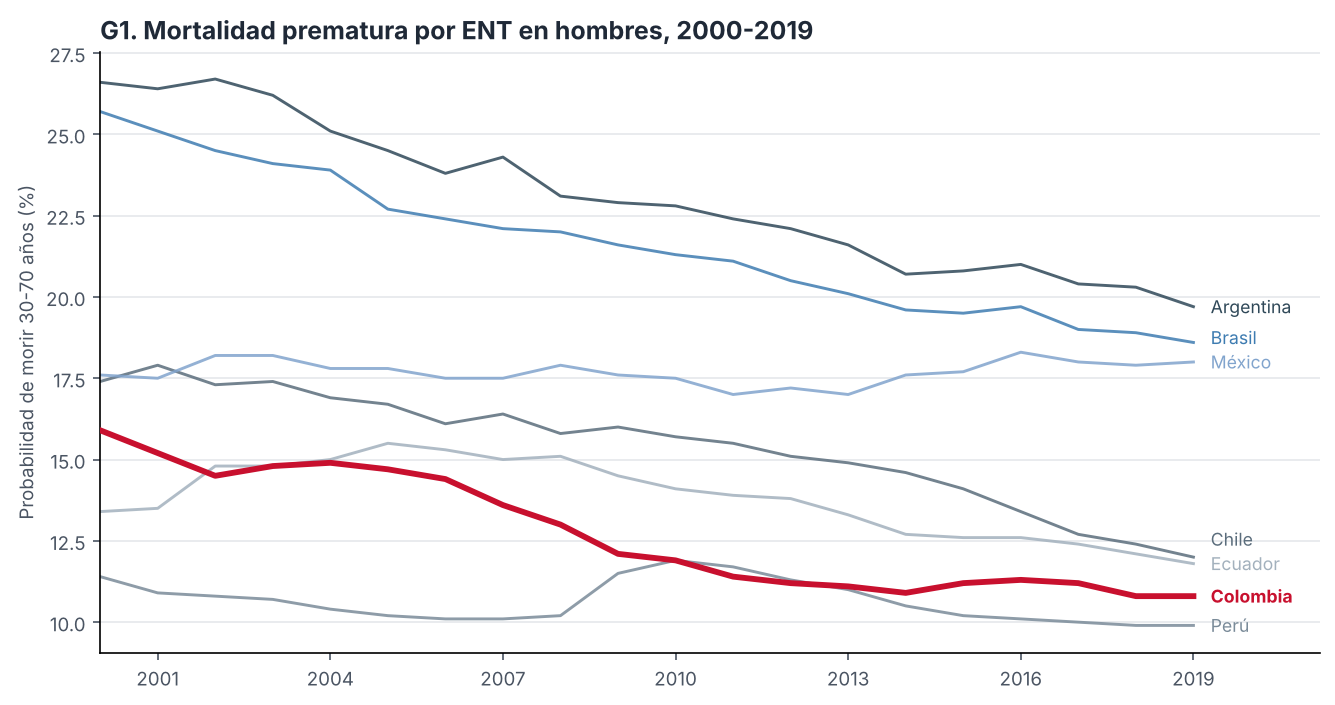 G1. Mortalidad prematura por ENT en hombres, 2000-2019
Probabilidad de morir 30-70 años (%)
27.5
25.0
22.5
20.0
17.5
15.0
12.5
10.0
Argentina
Brasil
México
Chile
Ecuador
Colombia
Perú
2001
2004
2007
2010
2013
2016
2019